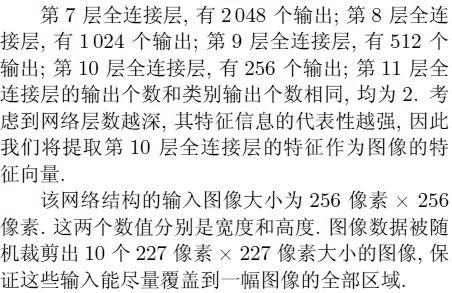 第 7 层全连接层, 有 2 048 个输出; 第 8 层全连
接层, 有 1 024 个输出; 第 9 层全连接层, 有 512 个
输出; 第 10 层全连接层, 有 256 个输出; 第 11 层全
连接层的输出个数和类别输出个数相同, 均为 2. 考
虑到网络层数越深, 其特征信息的代表性越强, 因此
我们将提取第 10 层全连接层的特征作为图像的特
征向量.
该网络结构的输入图像大小为 256 像素 × 256
像素. 这两个数值分别是宽度和高度. 图像数据被随
机裁剪出 10 个 227 像素 × 227 像素大小的图像, 保
证这些输入能尽量覆盖到一幅图像的全部区域.